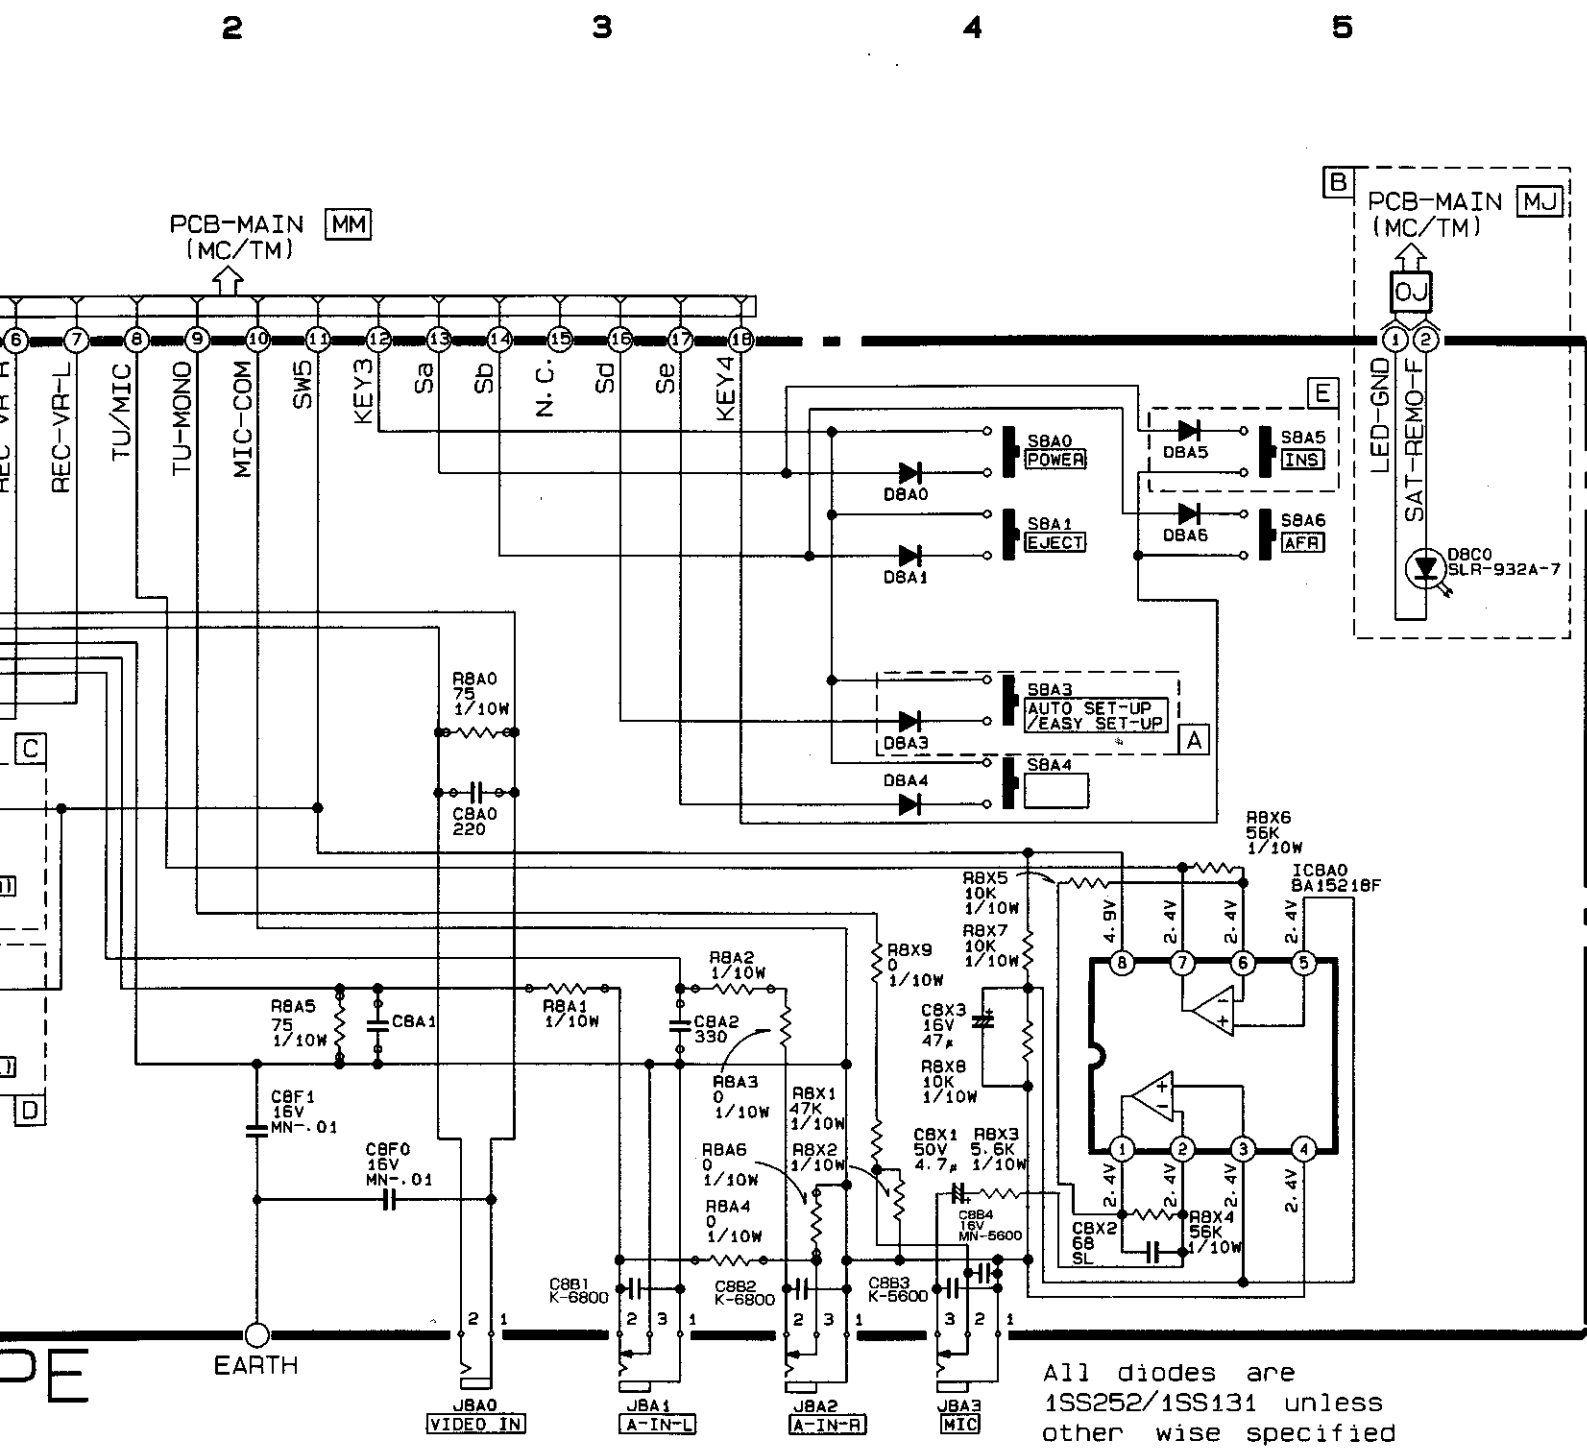 2
3
4
5
PCB-MAIN
(MC/TM)
MM
B
PCB-MAIN
(MC/TM)
MJ
OJ
6
7
8
9
10
11
12
13
14
15
16
17
18
1
2
REC-VR-L
TU/MIC
TU-MONO
MIC-COM
SW5
KEY3
Sa
Sb
N.C.
Sd
Se
KEY4
LED-GND
SAT-REMO-F
E
S8A0
POWER
D8A0
S8A1
EJECT
D8A1
D8A5
S8A5
INS
D8A6
S8A6
AFR
D8C0
SLR-932A-7
R8A0
75
1/10W
C8A0
220
S8A3
AUTO SET-UP
/EASY SET-UP
D8A3
A
D8A4
S8A4
C
D
R8X6
56K
1/10W
IC8A0
BA15218F
R8X5
10K
1/10W
R8X7
10K
1/10W
4.9V
2.4V
2.4V
2.4V
8
7
6
5
R8A2
1/10W
R8X9
0
1/10W
R8A5
75
1/10W
C8A1
R8A1
1/10W
C8A2
330
C8X3
16V
47μ
R8X8
10K
1/10W
R8A3
0
1/10W
R8X1
47K
1/10W
C8F1
16V
MN-.01
C8F0
16V
MN-.01
R8A6
0
1/10W
R8X2
1/10W
C8X1
50V
4.7μ
R8X3
5.6K
1/10W
1
2
3
4
2.4V
2.4V
2.4V
2.4V
R8A4
0
1/10W
C8B4
16V
MN-5600
C8X2
68
SL
R8X4
56K
1/10W
C8B1
K-6800
C8B2
K-6800
C8B3
K-5600
2
1
2
3
1
2
3
1
3
2
1
PE
EARTH
J8A0
VIDEO IN
J8A1
A-IN-L
J8A2
A-IN-R
J8A3
MIC
All diodes are
1SS252/1SS131 unless
other wise specified